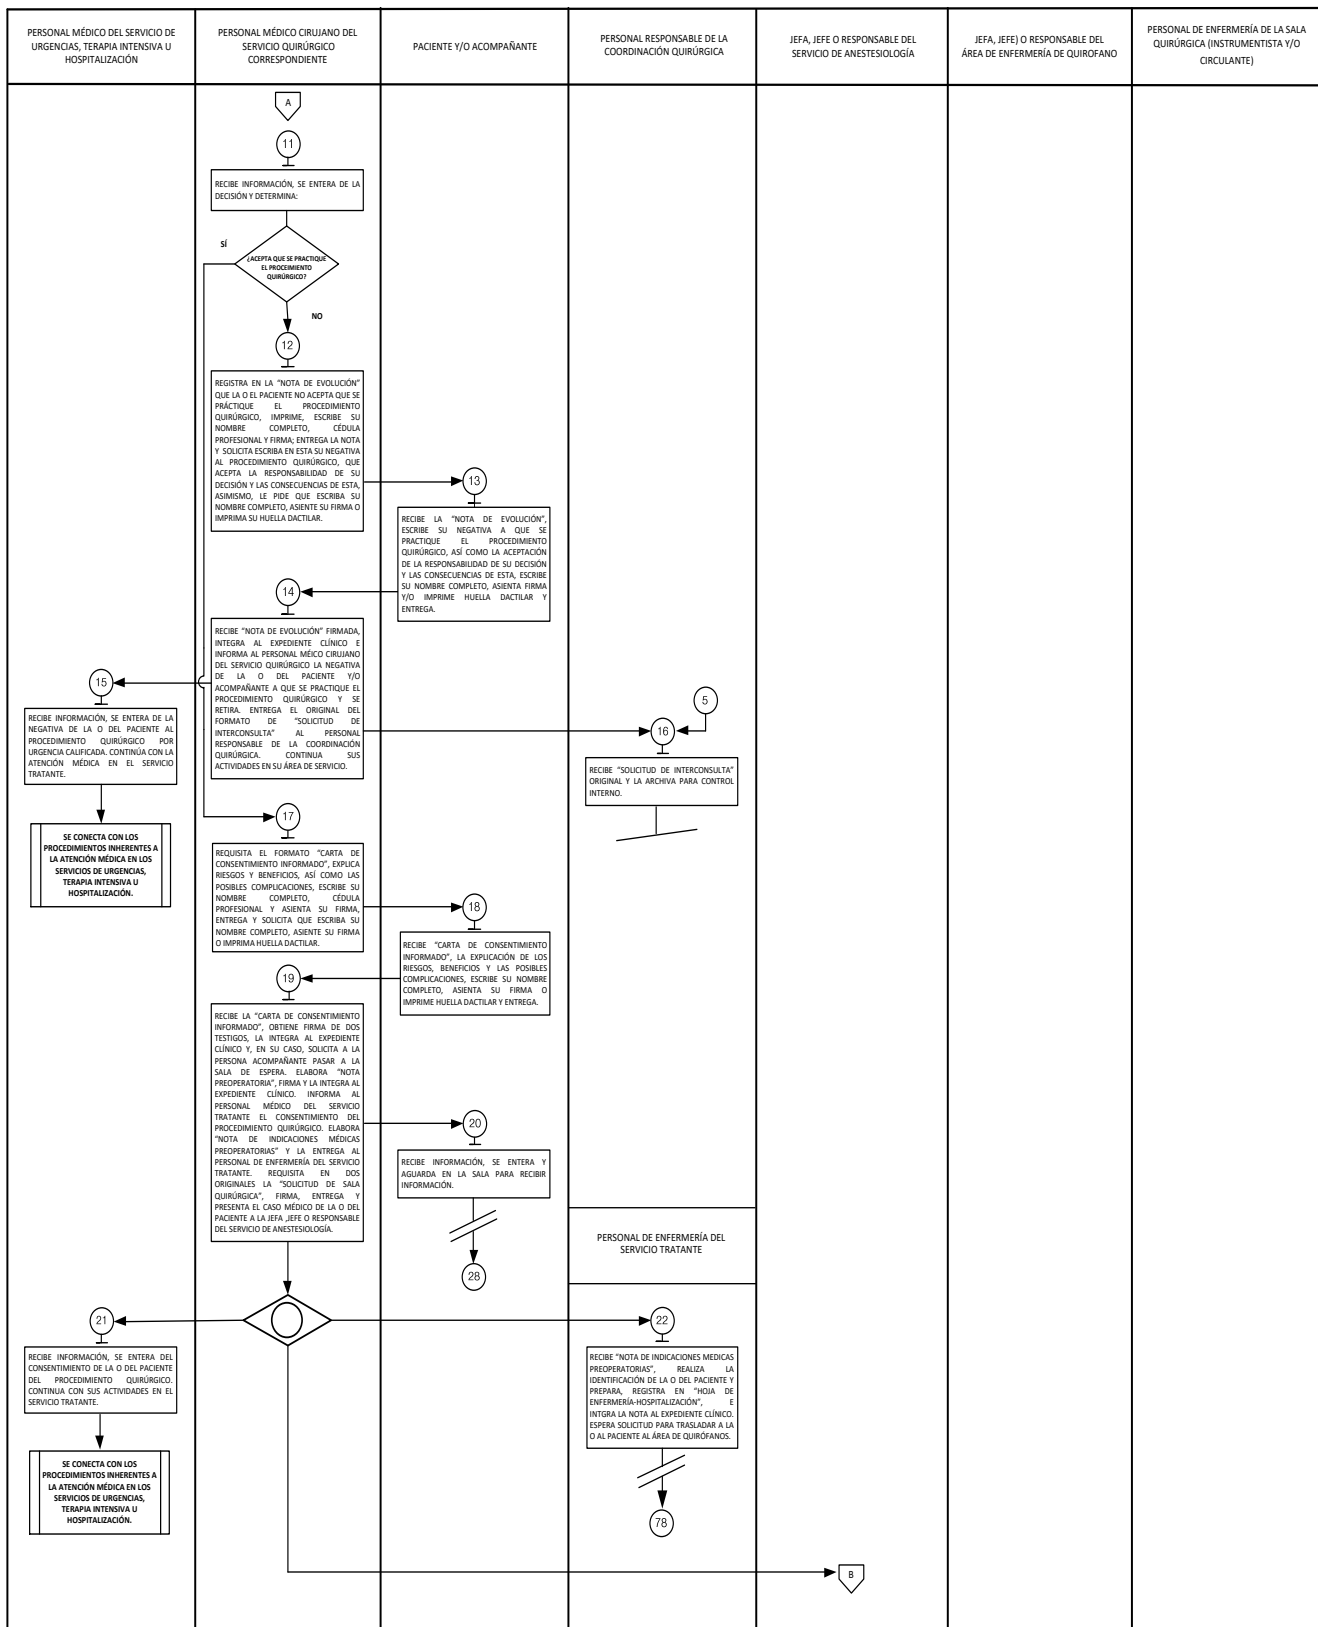 PERSONAL MÉDICO DEL SERVICIO DE
URGENCIAS, TERAPIA INTENSIVA U
HOSPITALIZACIÓN
PERSONAL MÉDICO CIRUJANO DEL
SERVICIO QUIRÚRGICO
CORRESPONDIENTE
PACIENTE Y/O ACOMPAÑANTE
PERSONAL RESPONSABLE DE LA
COORDINACIÓN QUIRÚRGICA
JEFA, JEFE O RESPONSABLE DEL
SERVICIO DE ANESTESIOLOGÍA
JEFA, JEFE) O RESPONSABLE DEL
ÁREA DE ENFERMERÍA DE QUIROFANO
PERSONAL DE ENFERMERÍA DE LA SALA
QUIRÚRGICA (INSTRUMENTISTA Y/O
CIRCULANTE)
A
11
RECIBE INFORMACIÓN, SE ENTERA DE LA
DECISIÓN Y DETERMINA:
SÍ
¿ACEPTA QUE SE PRACTIQUE
EL PROCEIMIENTO
QUIRÚRGICO?
NO
12
REGISTRA EN LA “NOTA DE EVOLUCIÓN”
QUE LA O EL PACIENTE NO ACEPTA QUE SE
PRÁCTIQUE EL PROCEDIMIENTO
QUIRÚRGICO, IMPRIME, ESCRIBE SU
NOMBRE COMPLETO, CÉDULA
PROFESIONAL Y FIRMA; ENTREGA LA NOTA
Y SOLICITA ESCRIBA EN ESTA SU NEGATIVA
AL PROCEDIMIENTO QUIRÚRGICO, QUE
ACEPTA LA RESPONSABILIDAD DE SU
DECISIÓN Y LAS CONSECUENCIAS DE ESTA,
ASIMISMO, LE PIDE QUE ESCRIBA SU
NOMBRE COMPLETO, ASIENTE SU FIRMA O
IMPRIMA SU HUELLA DACTILAR.
13
RECIBE LA “NOTA DE EVOLUCIÓN”,
ESCRIBE SU NEGATIVA A QUE SE
PRACTIQUE EL PROCEDIMIENTO
QUIRÚRGICO, ASÍ COMO LA ACEPTACIÓN
DE LA RESPONSABILIDAD DE SU DECISIÓN
Y LAS CONSECUENCIAS DE ESTA, ESCRIBE
SU NOMBRE COMPLETO, ASIENTA FIRMA
Y/O IMPRIME HUELLA DACTILAR Y
ENTREGA.
14
RECIBE “NOTA DE EVOLUCIÓN” FIRMADA,
INTEGRA AL EXPEDIENTE CLÍNICO E
INFORMA AL PERSONAL MÉICO CIRUJANO
DEL SERVICIO QUIRÚRGICO LA NEGATIVA
DE LA O DEL PACIENTE Y/O
ACOMPAÑANTE A QUE SE PRACTIQUE EL
PROCEDIMIENTO QUIRÚRGICO Y SE
RETIRA. ENTREGA EL ORIGINAL DEL
FORMATO DE “SOLICITUD DE
INTERCONSULTA” AL PERSONAL
RESPONSABLE DE LA COORDINACIÓN
QUIRÚRGICA. CONTINUA SUS
ACTIVIDADES EN SU ÁREA DE SERVICIO.
15
RECIBE INFORMACIÓN, SE ENTERA DE LA
NEGATIVA DE LA O DEL PACIENTE AL
PROCEDIMIENTO QUIRÚRGICO POR
URGENCIA CALIFICADA. CONTINÚA CON LA
ATENCIÓN MÉDICA EN EL SERVICIO
TRATANTE.
SE CONECTA CON LOS
PROCEDIMIENTOS INHERENTES A
LA ATENCIÓN MÉDICA EN LOS
SERVICIOS DE URGENCIAS,
TERAPIA INTENSIVA U
HOSPITALIZACIÓN.
5
16
RECIBE “SOLICITUD DE INTERCONSULTA”
ORIGINAL Y LA ARCHIVA PARA CONTROL
INTERNO.
17
REQUISITA EL FORMATO “CARTA DE
CONSENTIMIENTO INFORMADO”, EXPLICA
RIESGOS Y BENEFICIOS, ASÍ COMO LAS
POSIBLES COMPLICACIONES, ESCRIBE SU
NOMBRE COMPLETO, CÉDULA
PROFESIONAL Y ASIENTA SU FIRMA,
ENTREGA Y SOLICITA QUE ESCRIBA SU
NOMBRE COMPLETO, ASIENTE SU FIRMA
O IMPRIMA HUELLA DACTILAR.
18
RECIBE “CARTA DE CONSENTIMIENTO
INFORMADO”, LA EXPLICACIÓN DE LOS
RIESGOS, BENEFICIOS Y LAS POSIBLES
COMPLICACIONES, ESCRIBE SU NOMBRE
COMPLETO, ASIENTA SU FIRMA O
IMPRIME HUELLA DACTILAR Y ENTREGA.
19
RECIBE LA “CARTA DE CONSENTIMIENTO
INFORMADO”, OBTIENE FIRMA DE DOS
TESTIGOS, LA INTEGRA AL EXPEDIENTE
CLÍNICO Y, EN SU CASO, SOLICITA A LA
PERSONA ACOMPAÑANTE PASAR A LA
SALA DE ESPERA. ELABORA “NOTA
PREOPERATORIA”, FIRMA Y LA INTEGRA AL
EXPEDIENTE CLÍNICO. INFORMA AL
PERSONAL MÉDICO DEL SERVICIO
TRATANTE EL CONSENTIMIENTO DEL
PROCEDIMIENTO QUIRÚRGICO. ELABORA
“NOTA DE INDICACIONES MÉDICAS
PREOPERATORIAS” Y LA ENTREGA AL
PERSONAL DE ENFERMERÍA DEL SERVICIO
TRATANTE. REQUISITA EN DOS
ORIGINALES LA “SOLICITUD DE SALA
QUIRÚRGICA”, FIRMA, ENTREGA Y
PRESENTA EL CASO MÉDICO DE LA O DEL
PACIENTE A LA JEFA ,JEFE O RESPONSABLE
DEL SERVICIO DE ANESTESIOLOGÍA.
20
RECIBE INFORMACIÓN, SE ENTERA Y
AGUARDA EN LA SALA PARA RECIBIR
INFORMACIÓN.
28
PERSONAL DE ENFERMERÍA DEL
SERVICIO TRATANTE
21
RECIBE INFORMACIÓN, SE ENTERA DEL
CONSENTIMIENTO DE LA O DEL PACIENTE
DEL PROCEDIMIENTO QUIRÚRGICO.
CONTINUA CON SUS ACTIVIDADES EN EL
SERVICIO TRATANTE.
SE CONECTA CON LOS
PROCEDIMIENTOS INHERENTES A
LA ATENCIÓN MÉDICA EN LOS
SERVICIOS DE URGENCIAS,
TERAPIA INTENSIVA U
HOSPITALIZACIÓN.
22
RECIBE “NOTA DE INDICACIONES MEDICAS
PREOPERATORIAS”, REALIZA LA
IDENTIFICACIÓN DE LA O DEL PACIENTE Y
PREPARA, REGISTRA EN “HOJA DE
ENFERMERÍA-HOSPITALIZACIÓN”, E
INTGRA LA NOTA AL EXPEDIENTE CLÍNICO.
ESPERA SOLICITUD PARA TRASLADAR A LA
O AL PACIENTE AL ÁREA DE QUIRÓFANOS.
78
B